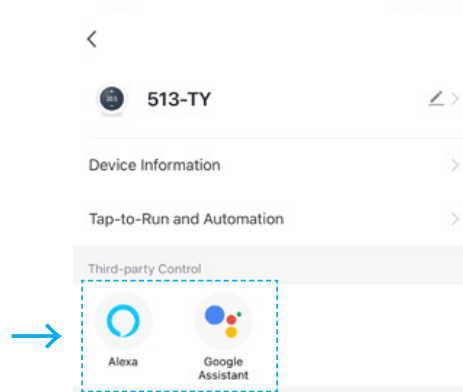 513-TY
Device Information
Tap-to-Run and Automation
Third-party Control
Alexa
Google
Assistant